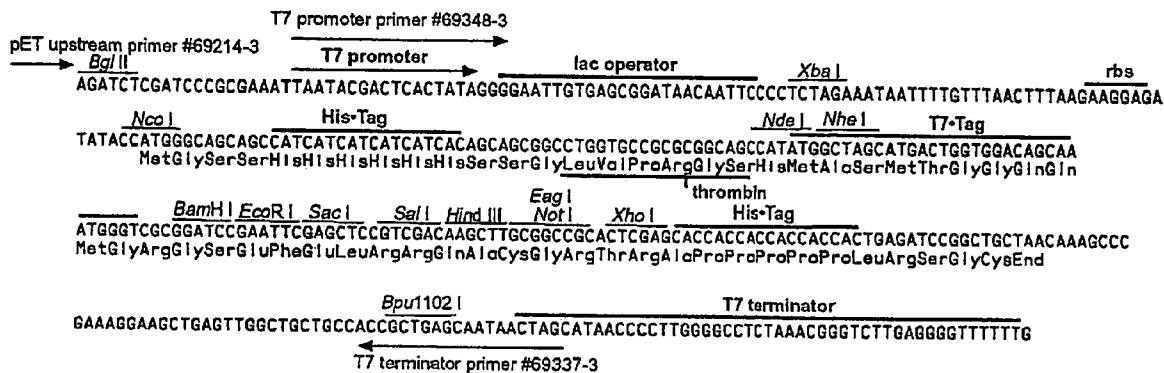 T7 promoter primer #69348-3
pET upstream primer #69214-3
Bgl II
T7 promoter
lac operator
Xba I
rbs
AGATCTCGATCCCGCGAAATTAATACGACTCACTATAGGGGAATTGTGAGCGGATAACAATTCCCCTCTAGAAATAATTTTGTTTAACTTTAAGAAGGAGA
Nco I
His•Tag
Nde I
Nhe I
T7•Tag
TATACCATGGGCAGCAGCCATCATCATCATCATCACAGCAGCGGCCTGGTGCCGCGCGGCAGCCATATGGCTAGCATGACTGGTGGACAGCAA
MetGlySerSerHisHisHisHisHisHisSerSerGlyLeuValProArgGlySerHisMetAlaSerMetThrGlyGlyGlnGln
thrombin
BamH I
EcoR I
Sac I
Sal I
Hind III
Eag I
Not I
Xho I
His•Tag
ATGGGTCGCGGATCCGAATTCGAGCTCCGTCGACAAGCTTGCGGCCGCACTCGAGCACCACCACCACCACCACTGAGATCCGGCTGCTAACAAAGCCC
MetGlyArgGlySerGluPheGluLeuArgArgGlnAlaCysGlyArgThrArgAlaProProProProProProLeuArgSerGlyCysEnd
Bpu1102 I
T7 terminator
GAAAGGAAGCTGAGTTGGCTGCTGCCACCGCTGAGCAATAACTAGCATAACCCCTTGGGGCCTCTAAACGGGTCTTGAGGGGTTTTTTG
T7 terminator primer #69337-3